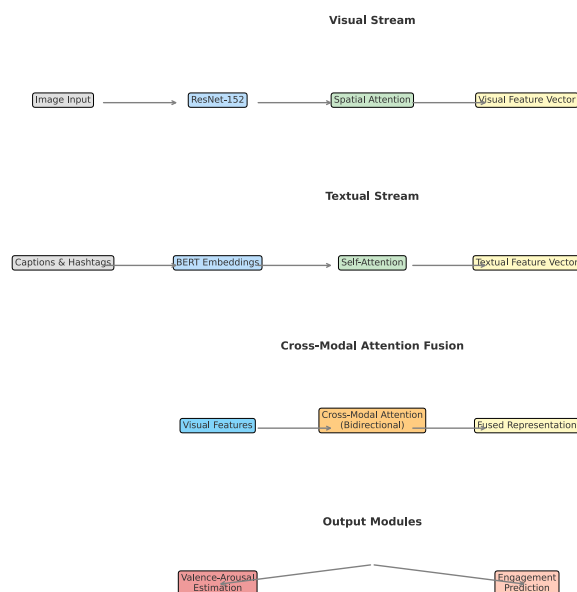 Visual Stream
Image Input
ResNet-152
Spatial Attention
Visual Feature Vector
Textual Stream
Captions & Hashtags
BERT Embeddings
Self-Attention
Textual Feature Vector
Cross-Modal Attention Fusion
Visual Features
Cross-Modal Attention
(Bidirectional)
Fused Representation
Output Modules
Valence-Arousal
Estimation
Engagement
Prediction